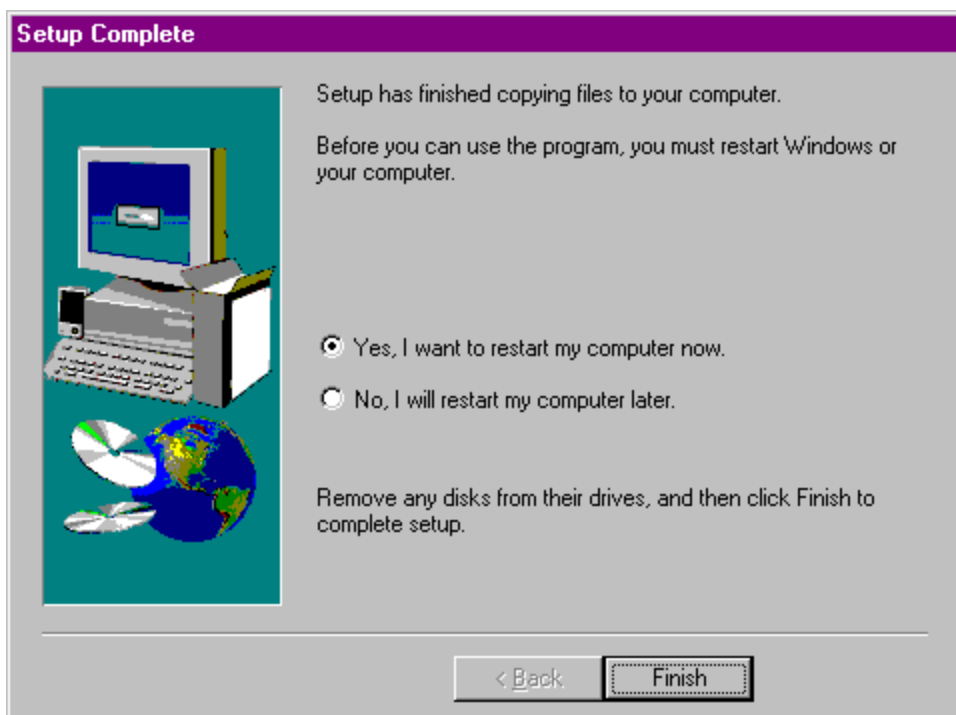 Setup Complete
Setup has finished copying files to your computer.
Before you can use the program, you must restart Windows or
your computer.
Yes, I want to restart my computer now.
No, I will restart my computer later.
Remove any disks from their drives, and then click Finish to
complete setup.
< Back
Finish